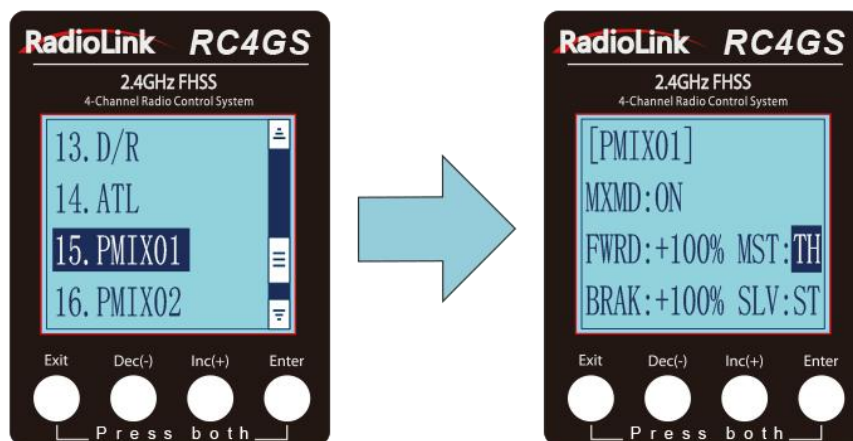 RadioLink RC4GS
2.4GHz FHSS
4-Channel Radio Control System
13. D/R
14. ATL
15. PMIX01
16. PMIX02
Exit Dec(-) Inc(+) Enter
Press both
RadioLink RC4GS
2.4GHz FHSS
4-Channel Radio Control System
[PMIX01]
MXMD:ON
FWRD:+100% MST:TH
BRAK:+100% SLV:ST
Exit Dec(-) Inc(+) Enter
Press both